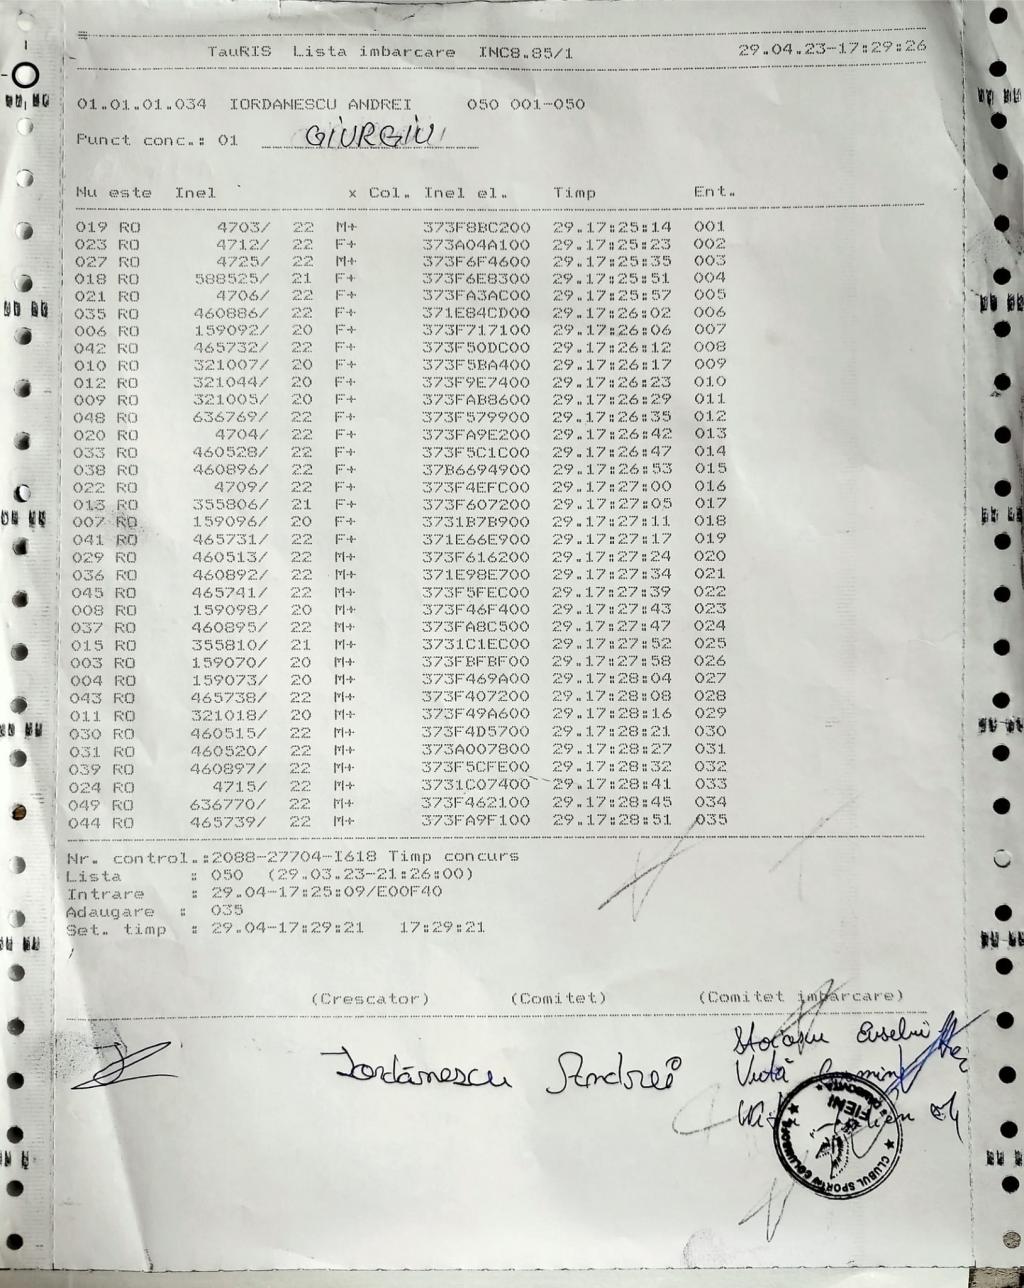 TauRIS Lista imbarcare INC8.85/1 29.04.23-17:29:26
01.01.01.034 IORDANESCU ANDREI 050 001-050
Punct conc.: 01 GIURGIU
Nu este Inel x Col. Inel el. Timp Ent.
019 RO 4703/ 22 M+ 373F8BC200 29.17:25:14 001
023 RO 4712/ 22 F+ 373A04A100 29.17:25:23 002
027 RO 4725/ 22 M+ 373F6F4600 29.17:25:35 003
018 RO 588525/ 21 F+ 373F6E8300 29.17:25:51 004
021 RO 4706/ 22 F+ 373FA3AC00 29.17:25:57 005
035 RO 460886/ 22 F+ 371E84CD00 29.17:26:02 006
006 RO 159092/ 20 F+ 373F717100 29.17:26:06 007
042 RO 465732/ 22 F+ 373F50DC00 29.17:26:12 008
010 RO 321007/ 20 F+ 373F5BA400 29.17:26:17 009
012 RO 321044/ 20 F+ 373F9E7400 29.17:26:23 010
009 RO 321005/ 20 F+ 373FAB8600 29.17:26:29 011
048 RO 636769/ 22 F+ 373F579900 29.17:26:35 012
020 RO 4704/ 22 F+ 373FA9E200 29.17:26:42 013
033 RO 460528/ 22 F+ 373F5C1C00 29.17:26:47 014
038 RO 460896/ 22 F+ 37B6694900 29.17:26:53 015
022 RO 4709/ 22 F+ 373F4EFC00 29.17:27:00 016
013 RO 355806/ 21 F+ 373F607200 29.17:27:05 017
007 RO 159096/ 20 F+ 3731B7B900 29.17:27:11 018
041 RO 465731/ 22 F+ 371E66E900 29.17:27:17 019
029 RO 460513/ 22 M+ 373F616200 29.17:27:24 020
036 RO 460892/ 22 M+ 371E98E700 29.17:27:34 021
045 RO 465741/ 22 M+ 373F5FEC00 29.17:27:39 022
008 RO 159098/ 20 M+ 373F46F400 29.17:27:43 023
037 RO 460895/ 22 M+ 373FA8C500 29.17:27:47 024
015 RO 355810/ 21 M+ 3731C1EC00 29.17:27:52 025
003 RO 159070/ 20 M+ 373FBFBF00 29.17:27:58 026
004 RO 159073/ 20 M+ 373F469A00 29.17:28:04 027
043 RO 465738/ 22 M+ 373F407200 29.17:28:08 028
011 RO 321018/ 20 M+ 373F49A600 29.17:28:16 029
030 RO 460515/ 22 M+ 373F4D5700 29.17:28:21 030
031 RO 460520/ 22 M+ 373A007800 29.17:28:27 031
039 RO 460897/ 22 M+ 373F5CFE00 29.17:28:32 032
024 RO 4715/ 22 M+ 3731C07400 29.17:28:41 033
049 RO 636770/ 22 M+ 373F462100 29.17:28:45 034
044 RO 465739/ 22 M+ 373FA9F100 29.17:28:51 035
Nr. control.:2088-27704-I618 Timp concurs
Lista : 050 (29.03.23-21:26:00)
Intrare : 29.04-17:25:09/E00F40
Adaugare : 035
Set. timp : 29.04-17:29:21 17:29:21
(Crescator) (Comitet) (Comitet imbarcare)
Iordănescu Andrei
Vuță
CLUBUL SPORTIV FIENI